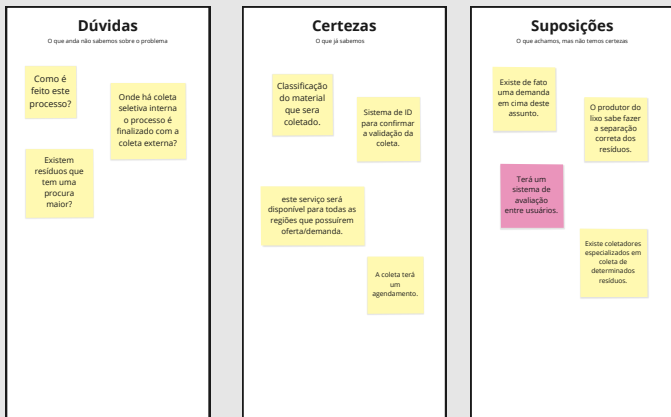 Dúvidas
O que anda não sabemos sobre o problema
Como é
feito este
processo?
Onde há coleta
seletiva interna
o processo é
finalizado com a
coleta externa?
Existem
resíduos que
tem uma
procura
maior?
Certezas
O que já sabemos
Classificação
do material
que sera
coletado.
Sistema de ID
para confirmar
a validação da
coleta.
este serviço será
disponível para todas as
regiões que possuírem
oferta/demanda.
A coleta terá
um
agendamento.
Suposições
O que achamos, mas não temos certezas
Existe de fato
uma demanda
em cima deste
assunto.
O produtor do
lixo sabe fazer
a separação
correta dos
resíduos.
Terá um
sistema de
avaliação
entre usuários.
Existe coletadores
especializados em
coleta de
determinados
resíduos.